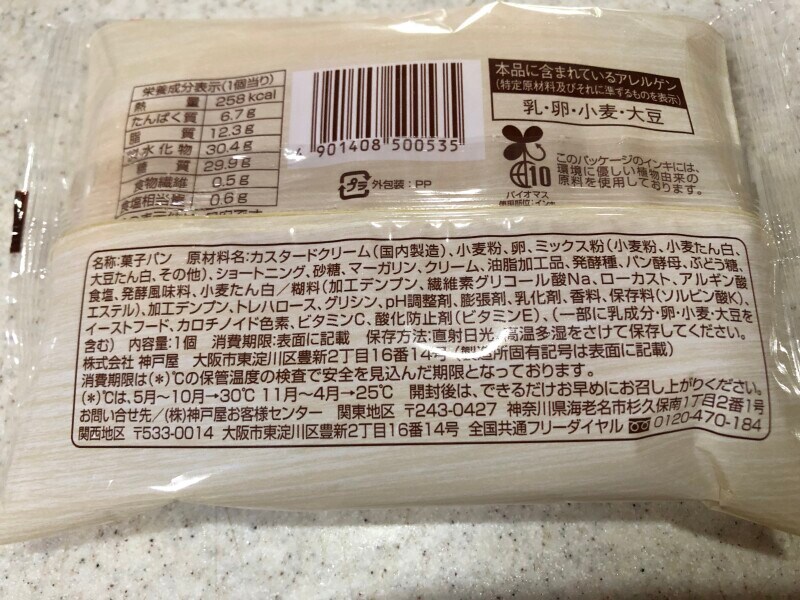 栄養成分表示(1個当り)
熱量 258kcal
たんぱく質 6.7g
脂質 12.3g
炭水化物 30.4g
糖質 29.9g
食物繊維 0.5g
食塩相当量 0.6g
4 901408 500535
プラ 外包装：PP
本品に含まれているアレルゲン
(特定原材料及びそれに準ずるものを表示)
乳・卵・小麦・大豆
10
バイオマス
使用部位：インキ
このパッケージのインキには、
環境に優しい植物由来の
原料を使用しております。
名称:菓子パン 原材料名:カスタードクリーム(国内製造)、小麦粉、卵、ミックス粉(小麦粉、小麦たん白、
大豆たん白、その他)、ショートニング、砂糖、マーガリン、クリーム、油脂加工品、発酵種、パン酵母、ぶどう糖、
食塩、発酵風味料、小麦たん白／糊料(加工デンプン、繊維素グリコール酸Na、ローカスト、アルギン酸
エステル)、加工デンプン、トレハロース、グリシン、pH調整剤、膨張剤、乳化剤、香料、保存料(ソルビン酸K)、
イーストフード、カロチノイド色素、ビタミンC、酸化防止剤(ビタミンE)、(一部に乳成分・卵・小麦・大豆を
含む) 内容量:1個 消費期限:表面に記載 保存方法:直射日光、高温多湿をさけて保存してください。
株式会社 神戸屋 大阪市東淀川区豊新2丁目16番14号 (製造所固有記号は表面に記載)
消費期限は(*)℃の保管温度の検査で安全を見込んだ期限となっております。
(*)℃は、5月〜10月→30℃ 11月〜4月→25℃ 開封後は、できるだけお早めにお召し上がりください。
お問い合せ先／(株)神戸屋お客様センター 関東地区 〒243-0427 神奈川県海老名市杉久保南1丁目2番1号
関西地区 〒533-0014 大阪市東淀川区豊新2丁目16番14号 全国共通フリーダイヤル 0120-470-184